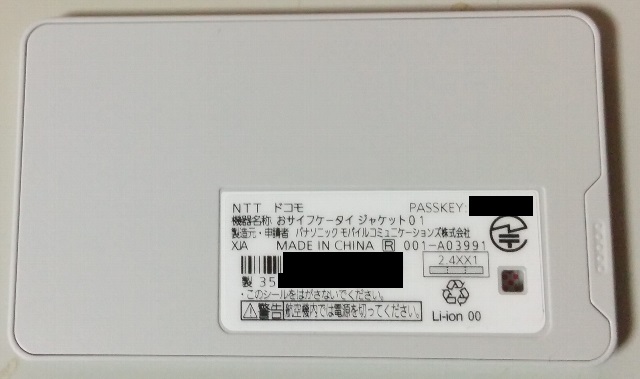 NTT ドコモ PASSKEY:
機器名称 おサイフケータイ ジャケット01
製造元・申請者 パナソニック モバイルコミュニケーションズ株式会社
XJA MADE IN CHINA R 001-A03991
2.4XX1
製 35
・このシールをはがさないでください。
警告 航空機内では電源を切ってください。
Li-ion 00